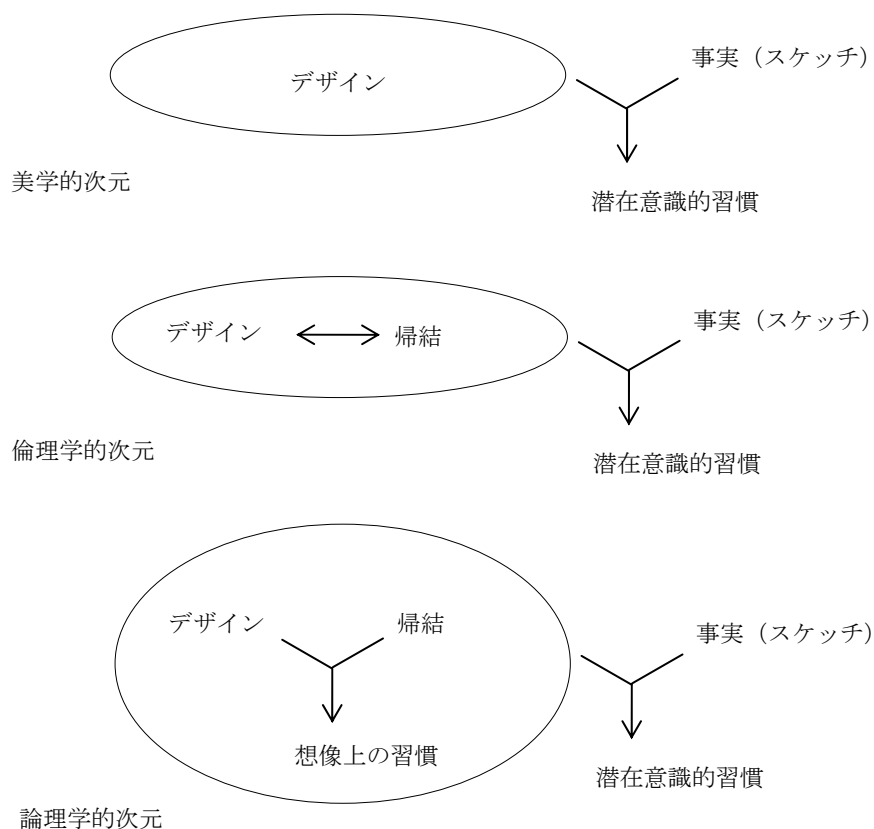 事実（スケッチ）
デザイン
美学的次元
潜在意識的習慣
事実（スケッチ）
デザイン
帰結
倫理学的次元
潜在意識的習慣
デザイン
帰結
事実（スケッチ）
想像上の習慣
潜在意識的習慣
論理学的次元